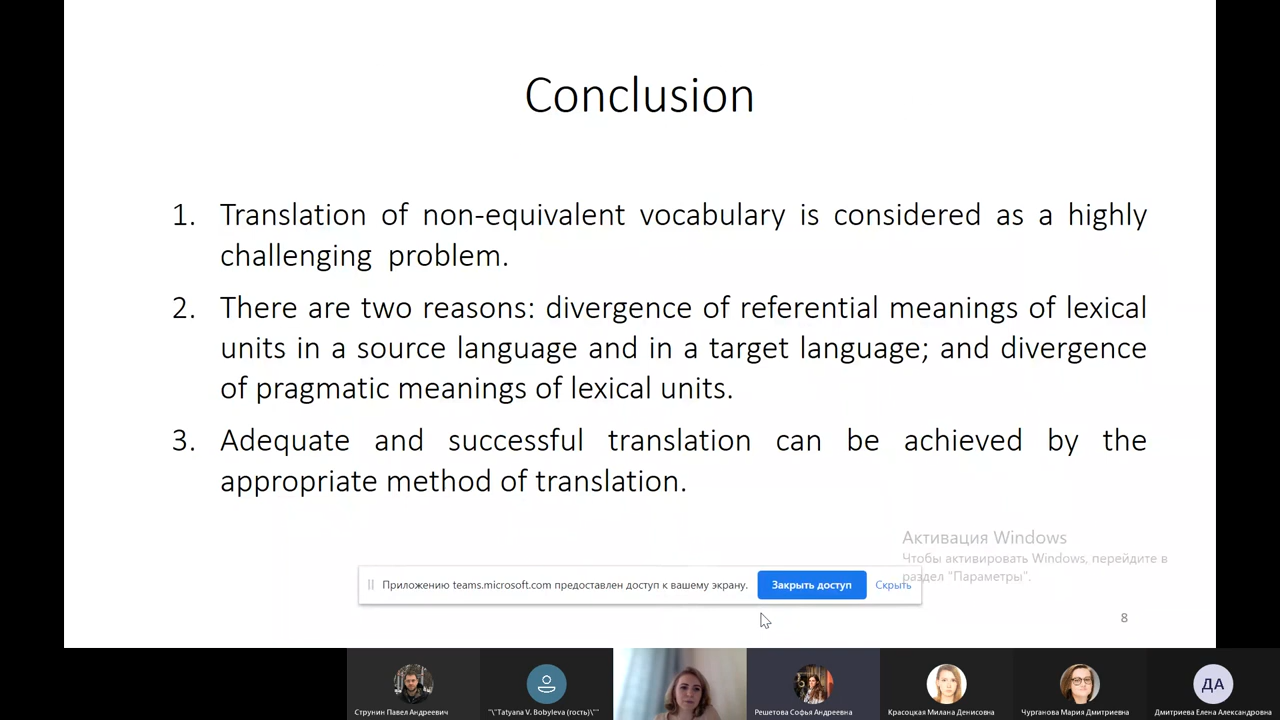 Conclusion
1. Translation of non-equivalent vocabulary is considered as a highly
challenging problem.
2. There are two reasons: divergence of referential meanings of lexical
units in a source language and in a target language; and divergence
of pragmatic meanings of lexical units.
3. Adequate and successful translation can be achieved by the
appropriate method of translation.
Активация Windows
Чтобы активировать Windows, перейдите в
раздел "Параметры".
Приложению teams.microsoft.com предоставлен доступ к вашему экрану. Закрыть доступ Скрыть
8
ДА
Струнин Павел Андреевич "\"Tatyana V. Bobyleva (гость)\"" Решетова Софья Андреевна Красоцкая Милана Денисовна Чурганова Мария Дмитриевна Дмитриева Елена Александровна